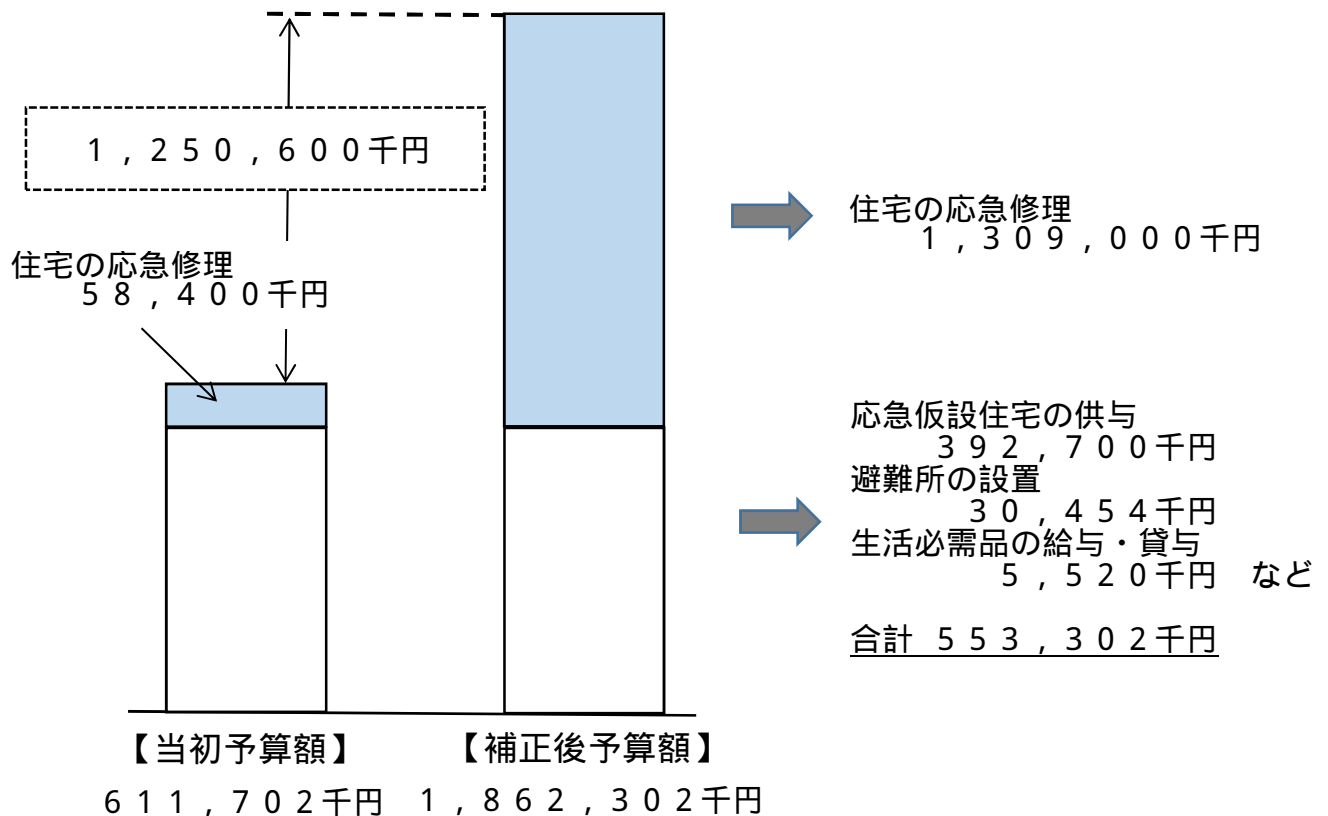 １，２５０，６００千円
住宅の応急修理
５８，４００千円
住宅の応急修理
１，３０９，０００千円
応急仮設住宅の供与
３９２，７００千円
避難所の設置
３０，４５４千円
生活必需品の給与・貸与
５，５２０千円　など
合計 ５５３，３０２千円
【当初予算額】
【補正後予算額】
６１１，７０２千円
１，８６２，３０２千円